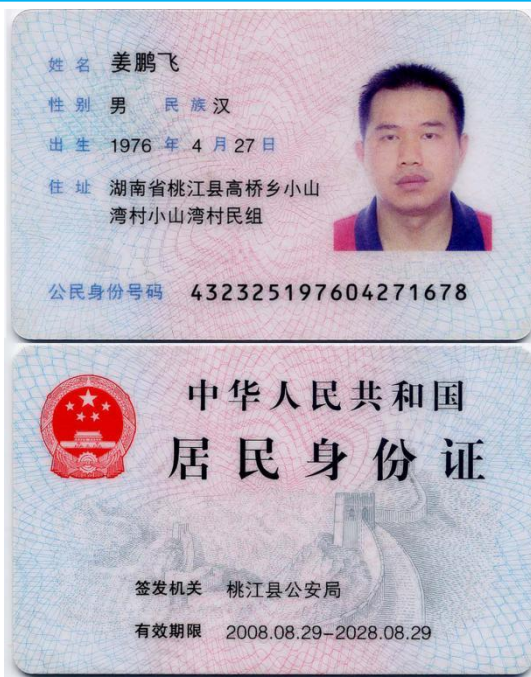 姓名 姜鹏飞
性别 男 民族 汉
出生 1976 年 4 月 27 日
住址 湖南省桃江县高桥乡小山
湾村小山湾村民组
公民身份号码 432325197604271678
中华人民共和国
居民身份证
签发机关 桃江县公安局
有效期限 2008.08.29-2028.08.29